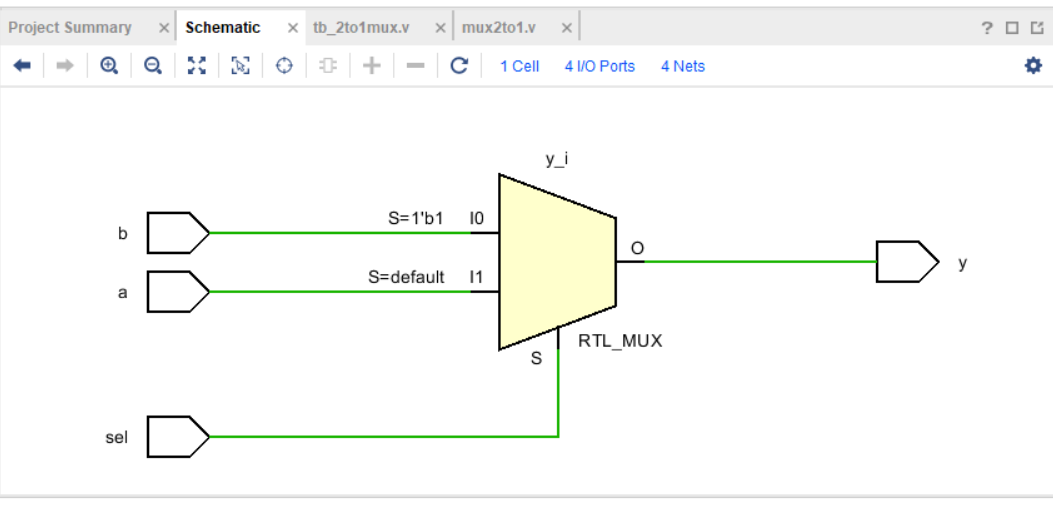 Project Summary × Schematic × tb_2to1mux.v × mux2to1.v × ?
1 Cell 4 I/O Ports 4 Nets
y_i
b S=1'b1 I0
O y
a S=default I1
RTL_MUX
S
sel